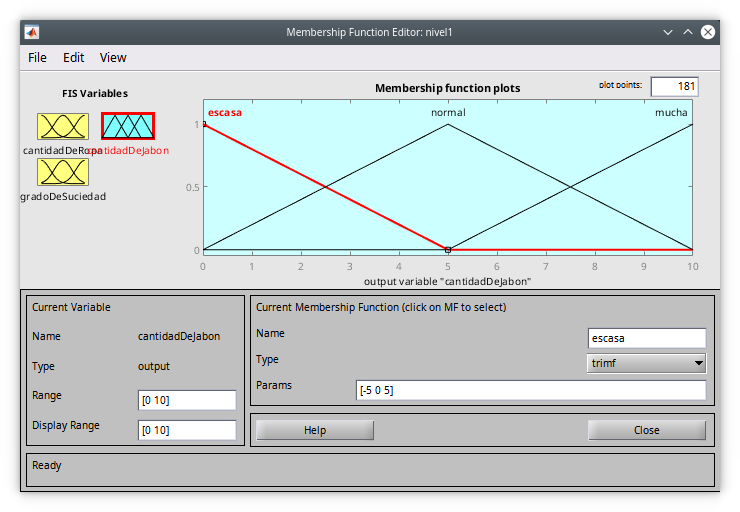 Membership Function Editor: nivel1
File Edit View
FIS Variables
cantidadDeRopa
cantidadDeJabon
gradoDeSuciedad
Membership function plots
plot points:
181
escasa
normal
mucha
1
0.5
0
0 1 2 3 4 5 6 7 8 9 10
output variable "cantidadDeJabon"
Current Variable
Name cantidadDeJabon
Type output
Range [0 10]
Display Range [0 10]
Current Membership Function (click on MF to select)
Name escasa
Type trimf
Params [-5 0 5]
Help
Close
Ready